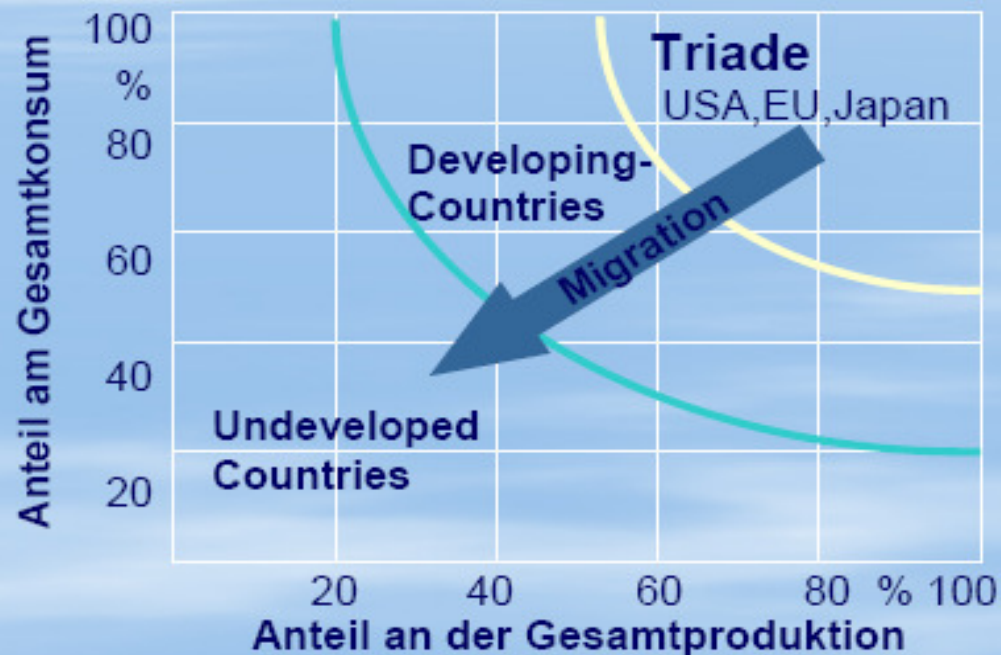 Anteil am Gesamtkonsum
100
%
80
60
40
20
Triade
USA,EU,Japan
Developing-
Countries
Migration
Undeveloped
Countries
20 40 60 80 % 100
Anteil an der Gesamtproduktion